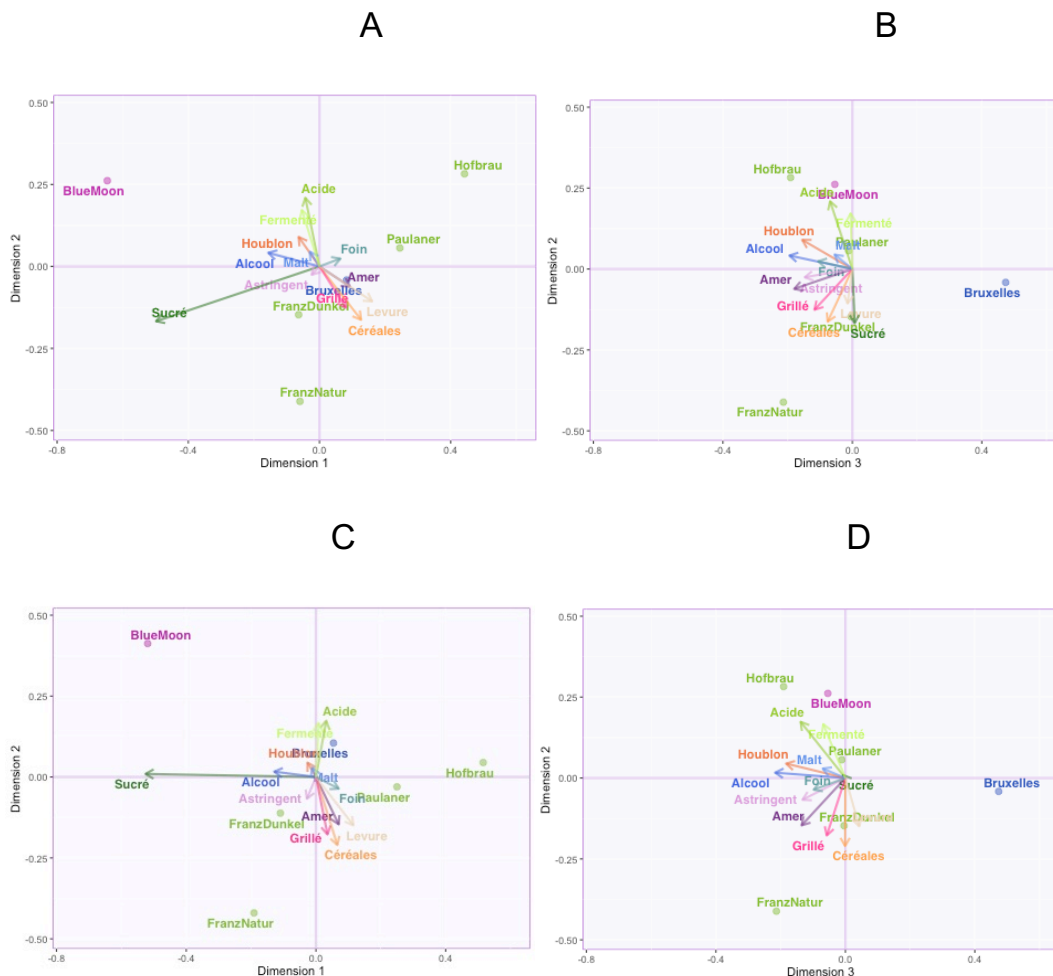 A
B
0.50
0.25
0.00
-0.25
-0.50
Dimension 2
-0.8
-0.4
0.0
0.4
Dimension 1
BlueMoon
Hofbrau
Acide
Fermenté
Paulaner
Houblon
Foin
Alcool
Malt
Astringent
Amer
Bruxelles
Grillé
FranzDunkel
Levure
Sucré
Céréales
FranzNatur
0.50
0.25
0.00
-0.25
-0.50
Dimension 2
-0.8
-0.4
0.0
0.4
Dimension 3
Hofbrau
BlueMoon
Acide
Fermenté
Houblon
Paulaner
Alcool
Malt
Foin
Amer
Astringent
Bruxelles
Grillé
Levure
FranzDunkel
Céréales
Sucré
FranzNatur
C
D
0.50
0.25
0.00
-0.25
-0.50
Dimension 2
-0.8
-0.4
0.0
0.4
Dimension 1
BlueMoon
Acide
Fermenté
Houblon
Bruxelles
Hofbrau
Malt
Sucré
Alcool
Astringent
Foin
Paulaner
FranzDunkel
Amer
Grillé
Levure
Céréales
FranzNatur
0.50
0.25
0.00
-0.25
-0.50
Dimension 2
-0.8
-0.4
0.0
0.4
Dimension 3
Hofbrau
BlueMoon
Acide
Fermenté
Paulaner
Houblon
Malt
Alcool
Foin
Sucré
Bruxelles
Astringent
Amer
FranzDunkel
Grillé
Céréales
FranzNatur